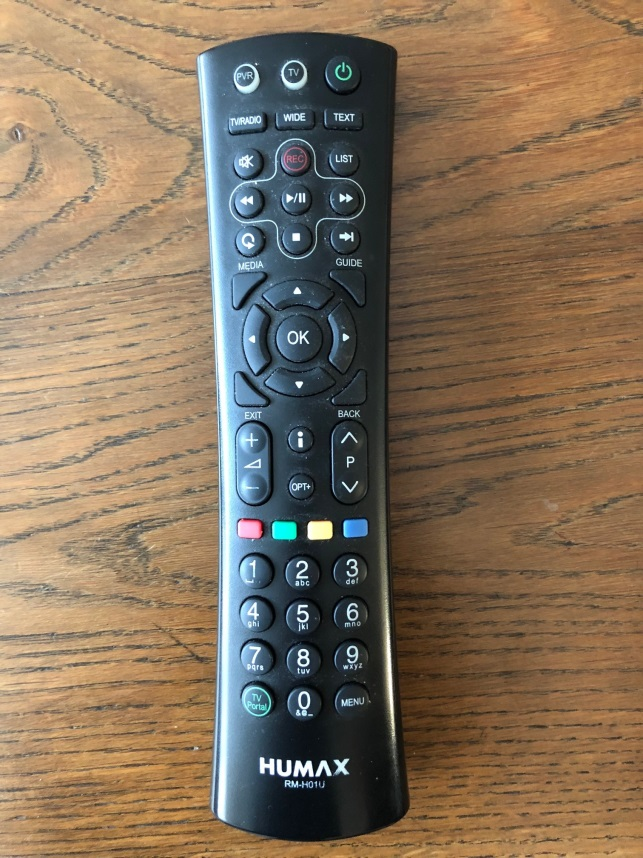 PVR TV
TV/RADIO WIDE TEXT
REC LIST
MEDIA GUIDE
OK
EXIT BACK
+ P
OPT+
-
1 2 3
abc def
4 5 6
ghi jkl mno
7 8 9
pqrs tuv wxyz
TV Portal 0 MENU
&@_
HUMAX
RM-H01U